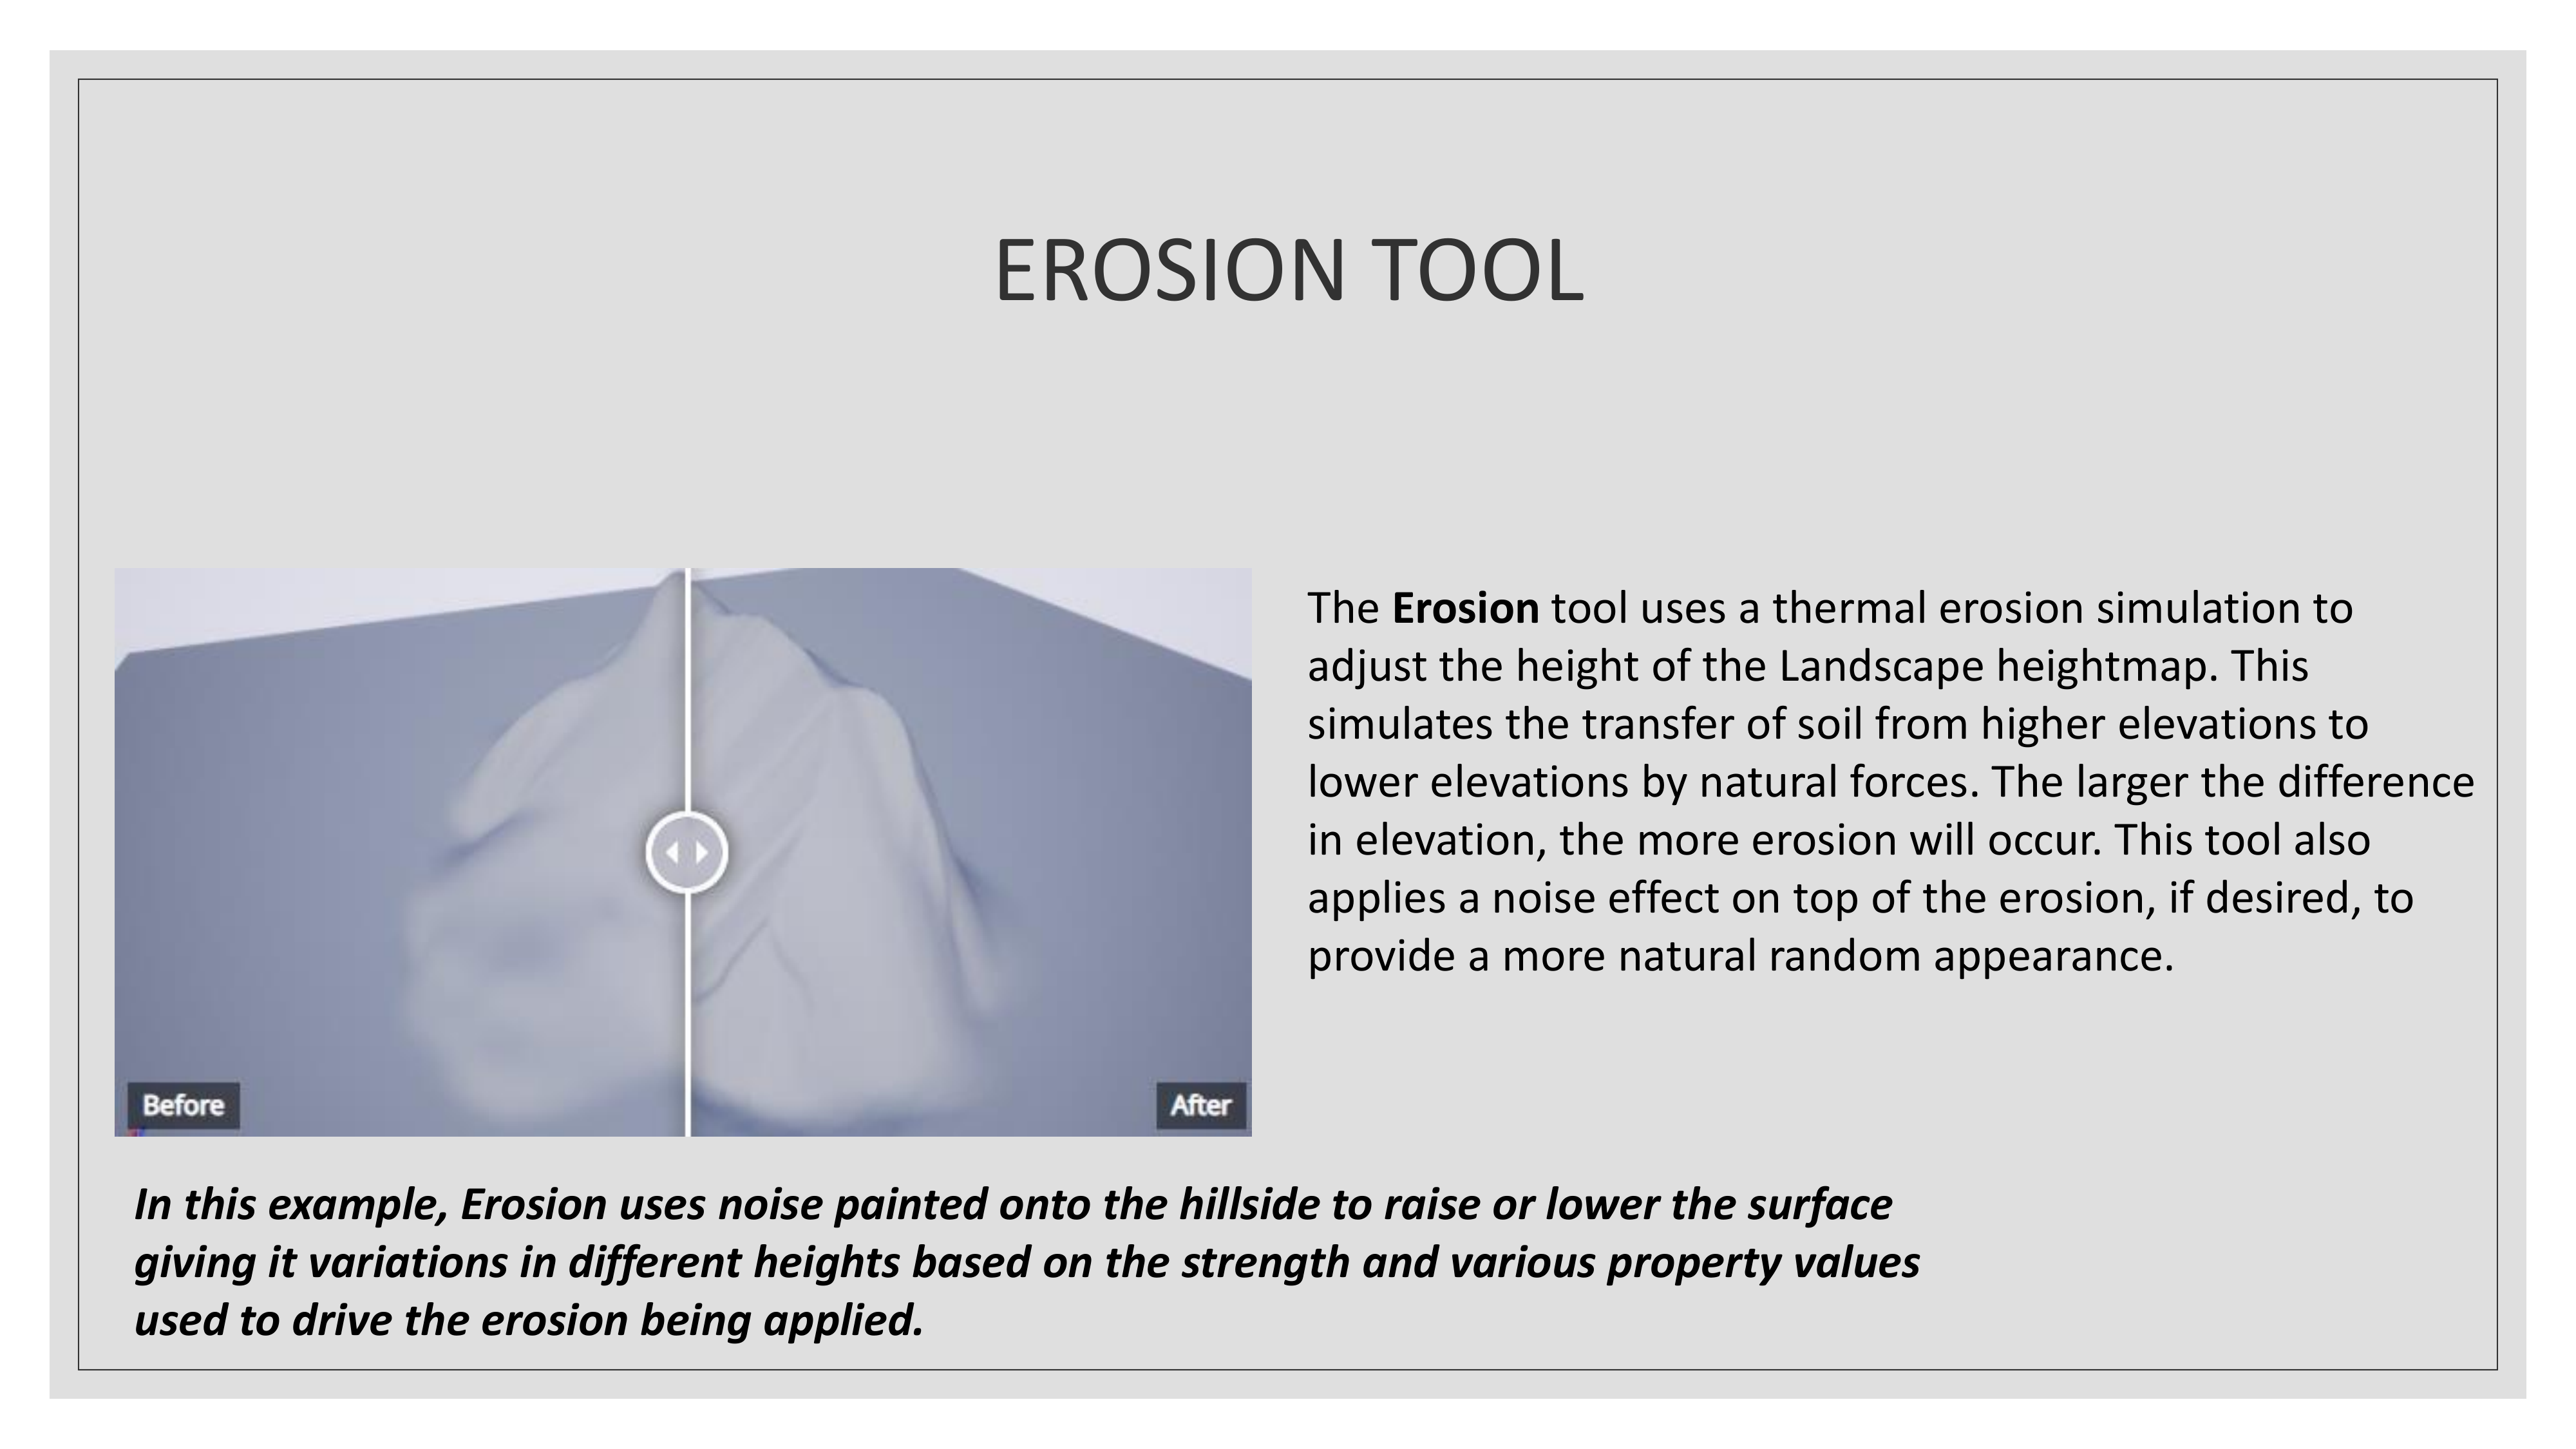 EROSION TOOL
The Erosion tool uses a thermal erosion simulation to
adjust the height of the Landscape heightmap. This
simulates the transfer of soil from higher elevations to
lower elevations by natural forces. The larger the difference
in elevation, the more erosion will occur. This tool also
applies a noise effect on top of the erosion, if desired, to
provide a more natural random appearance.
Before
After
In this example, Erosion uses noise painted onto the hillside to raise or lower the surface
giving it variations in different heights based on the strength and various property values
used to drive the erosion being applied.